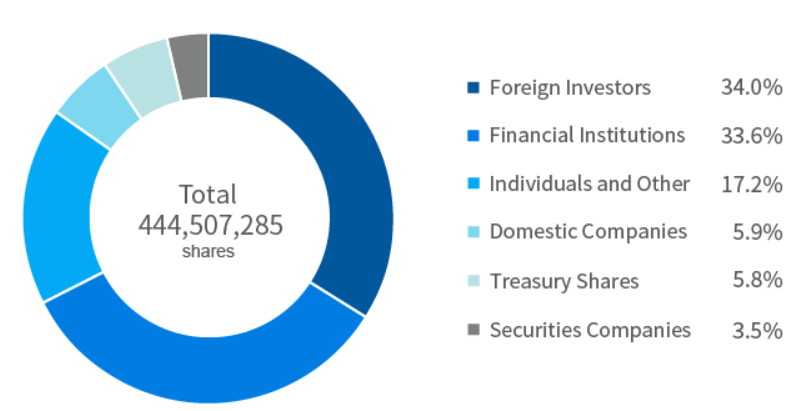 Total
444,507,285
shares
Foreign Investors 34.0%
Financial Institutions 33.6%
Individuals and Other 17.2%
Domestic Companies 5.9%
Treasury Shares 5.8%
Securities Companies 3.5%